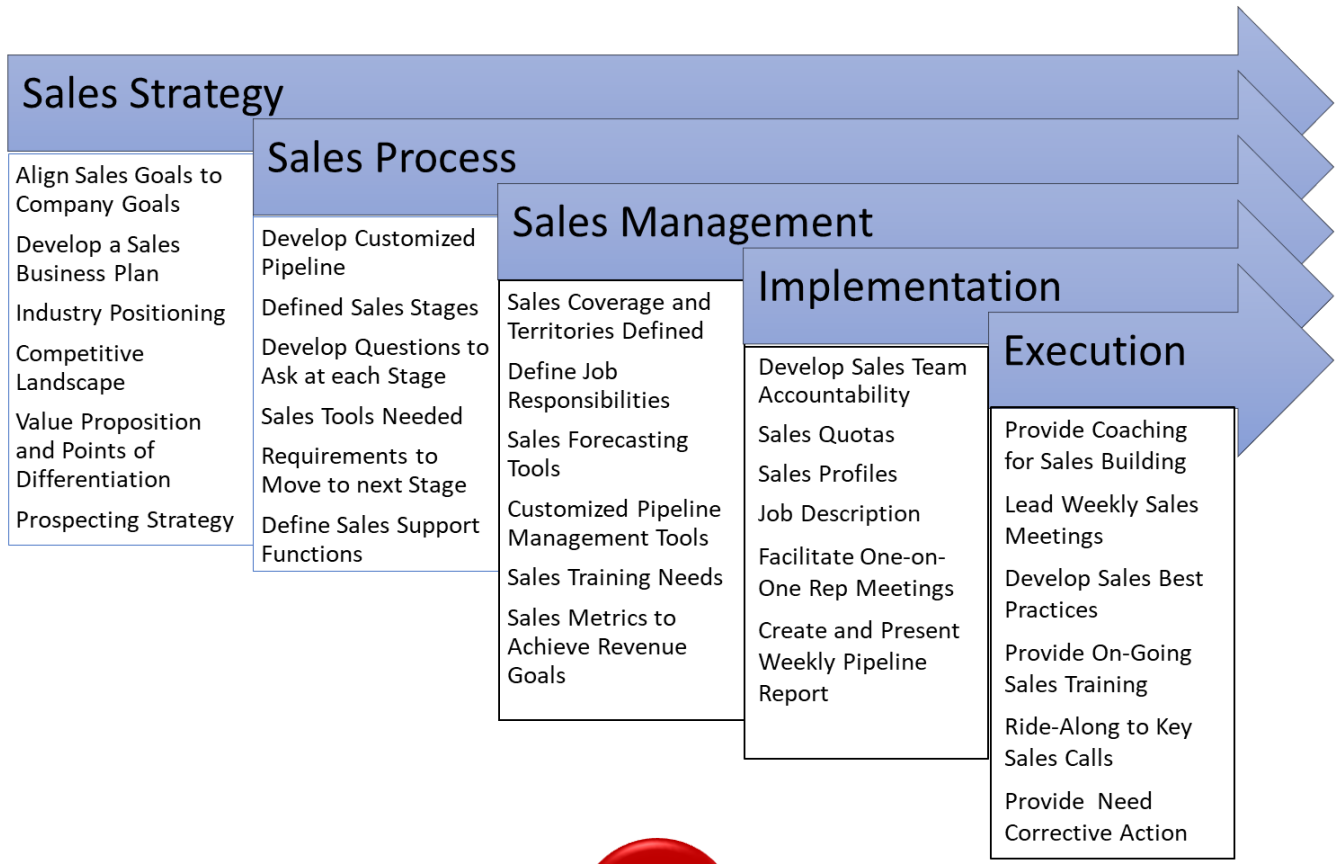 Sales Strategy
Align Sales Goals to
Company Goals
Develop a Sales
Business Plan
Industry Positioning
Competitive
Landscape
Value Proposition
and Points of
Differentiation
Prospecting Strategy
Sales Process
Develop Customized
Pipeline
Defined Sales Stages
Develop Questions to
Ask at each Stage
Sales Tools Needed
Requirements to
Move to next Stage
Define Sales Support
Functions
Sales Management
Sales Coverage and
Territories Defined
Define Job
Responsibilities
Sales Forecasting
Tools
Customized Pipeline
Management Tools
Sales Training Needs
Sales Metrics to
Achieve Revenue
Goals
Implementation
Develop Sales Team
Accountability
Sales Quotas
Sales Profiles
Job Description
Facilitate One-on-
One Rep Meetings
Create and Present
Weekly Pipeline
Report
Execution
Provide Coaching
for Sales Building
Lead Weekly Sales
Meetings
Develop Sales Best
Practices
Provide On-Going
Sales Training
Ride-Along to Key
Sales Calls
Provide  Need
Corrective Action